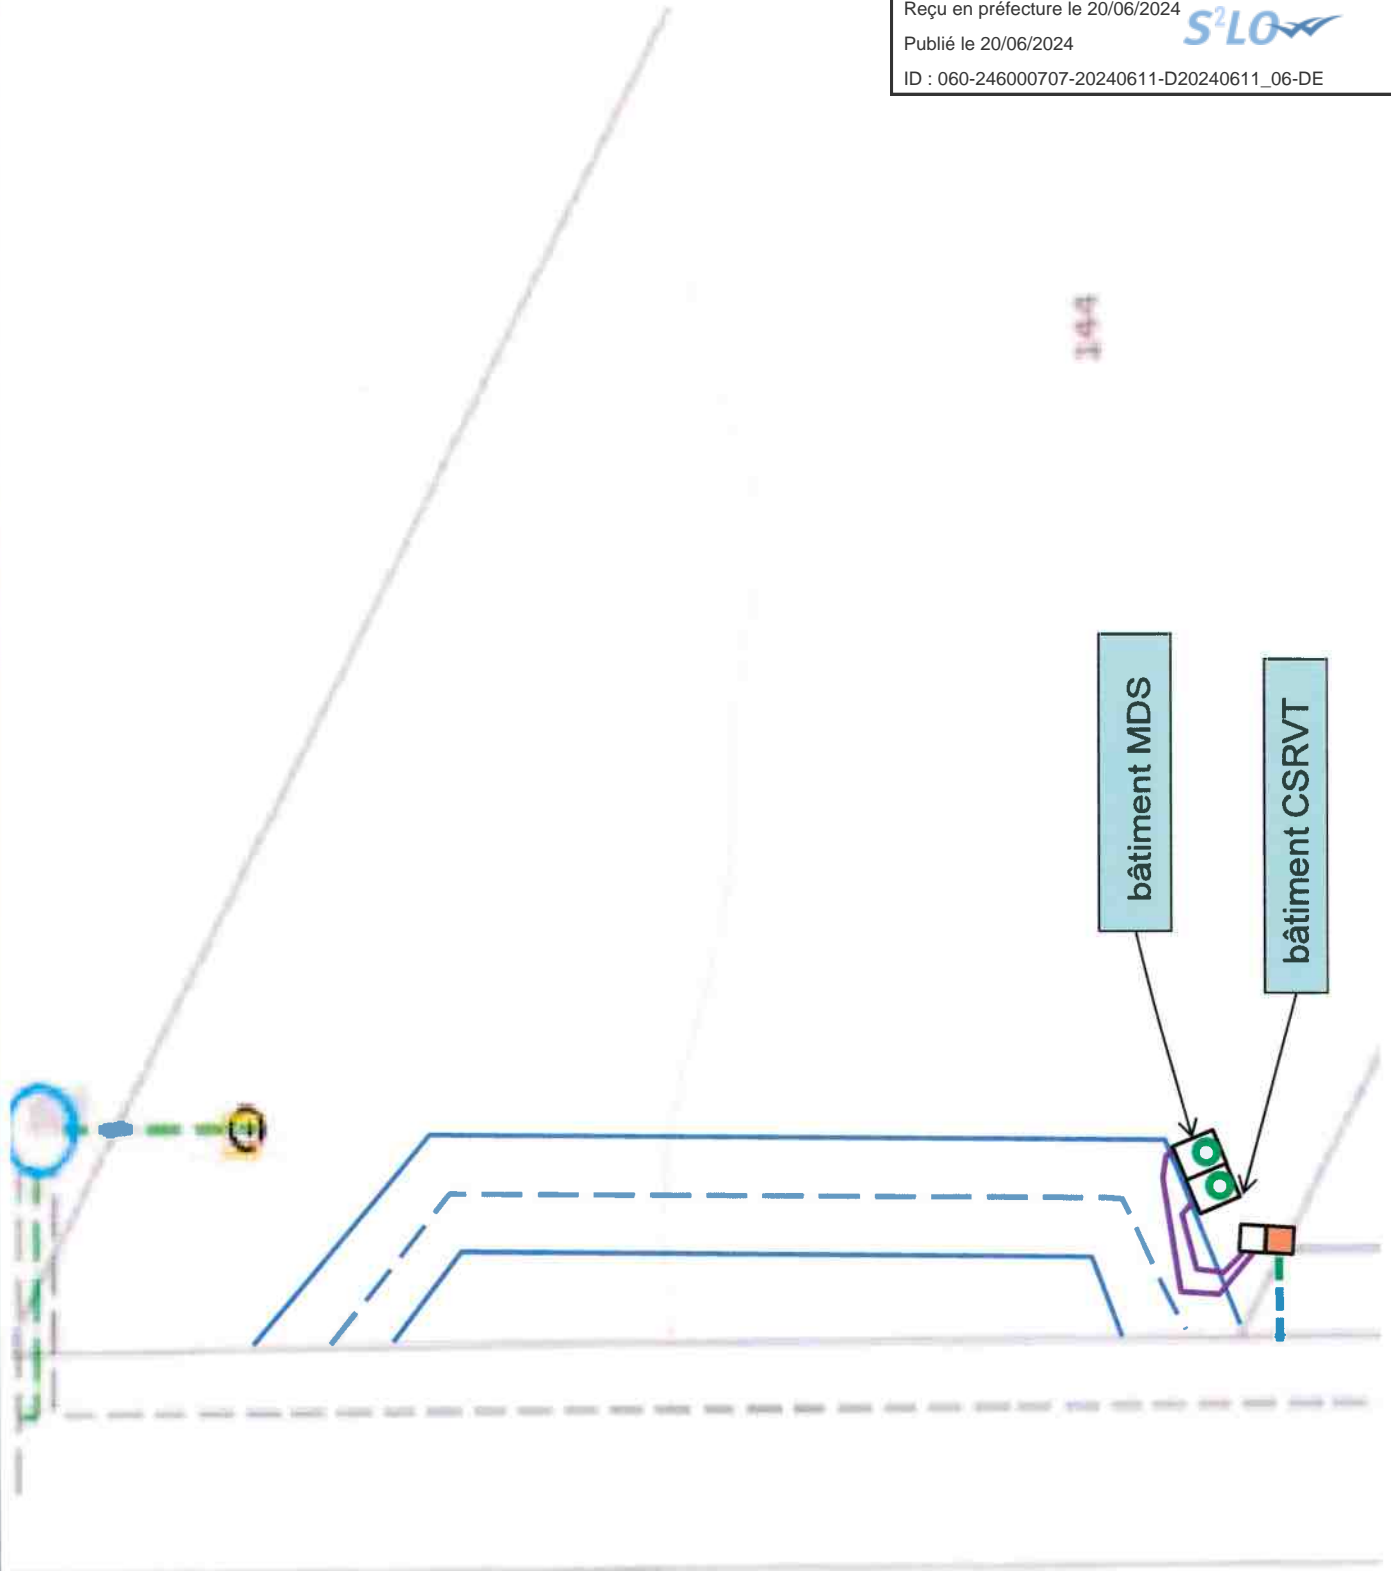 Reçu en préfecture le 20/06/2024
S²LO
Publié le 20/06/2024
ID : 060-246000707-20240611-D20240611_06-DE
144
bâtiment MDS
bâtiment CSRVT